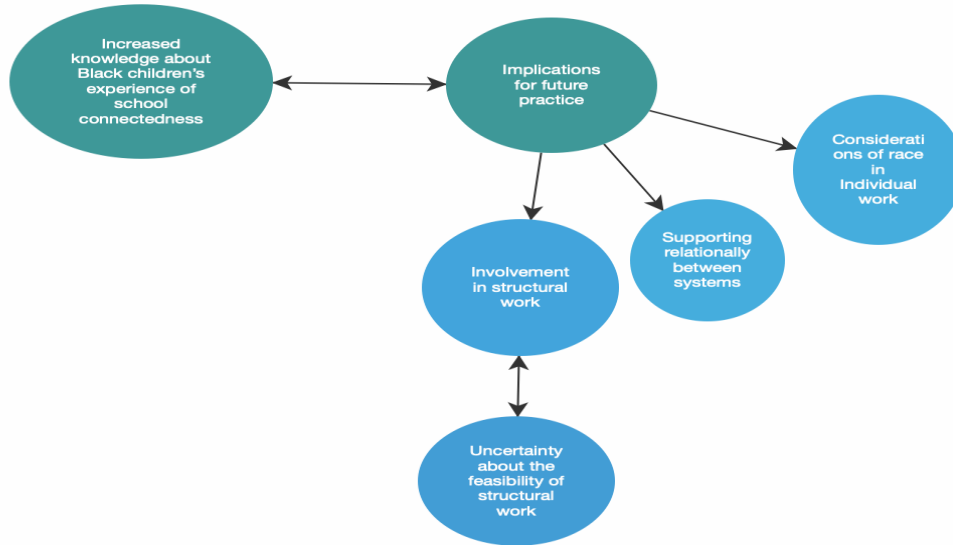 Increased
knowledge about
Black children's
experience of
school
connectedness
Implications
for future
practice
Considerati
ons of race
in
Individual
work
Supporting
relationally
between
systems
Involvement
in structural
work
Uncertainty
about the
feasibility of
structural
work